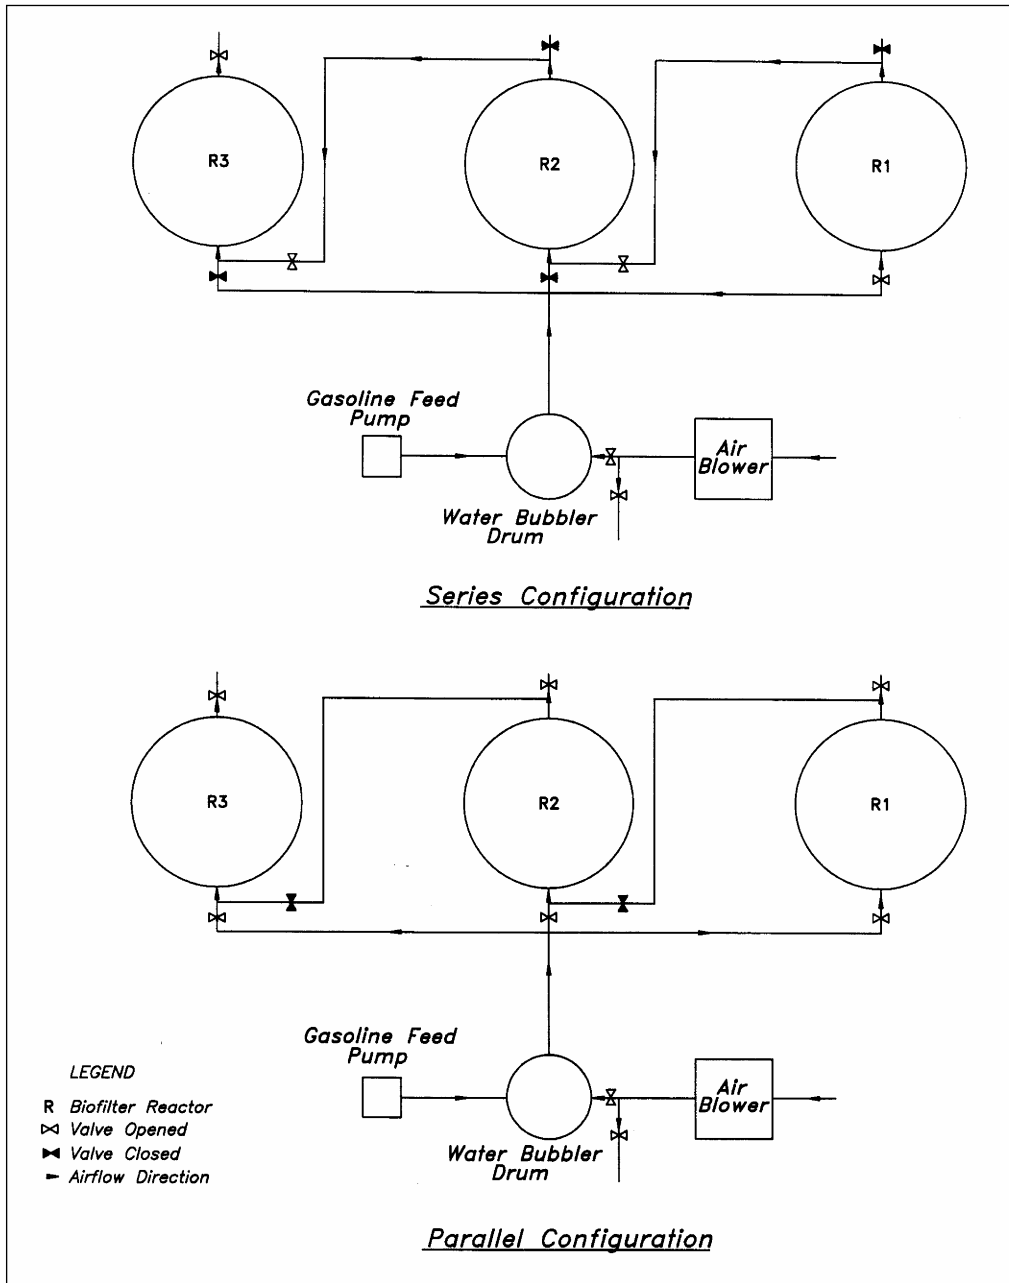 R3
R2
R1
Gasoline Feed
Pump
Air
Blower
Water Bubbler
Drum
Series Configuration
R3
R2
R1
Gasoline Feed
Pump
Air
Blower
Water Bubbler
Drum
LEGEND
R Biofilter Reactor
Valve Opened
Valve Closed
Airflow Direction
Parallel Configuration